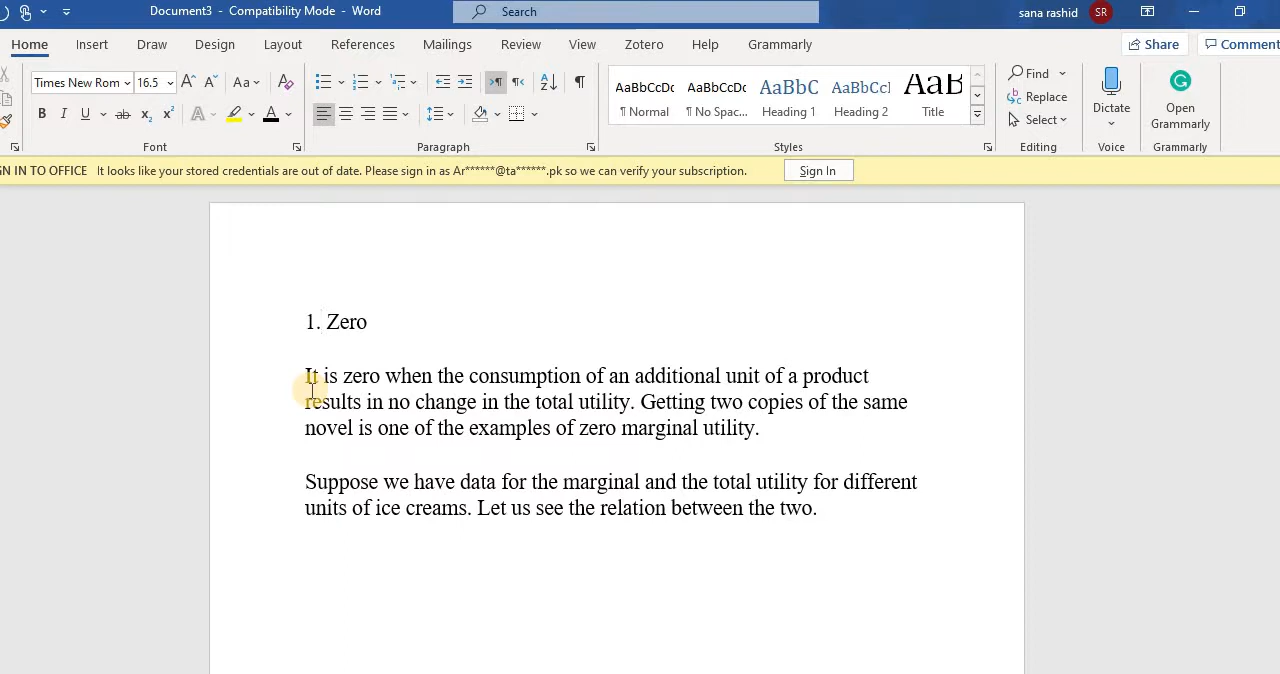 Document3 - Compatibility Mode - Word
Search
sana rashid
SR
Home Insert Draw Design Layout References Mailings Review View Zotero Help Grammarly
Share
Comment
Times New Rom 16.5
Aa
AaBbCcDc AaBbCcDc AaBbC AaBbCcI AaB
¶ Normal ¶ No Spac... Heading 1 Heading 2 Title
Find
Replace
Select
Dictate
Open
Grammarly
Font Paragraph Styles Editing Voice Grammarly
GN IN TO OFFICE It looks like your stored credentials are out of date. Please sign in as Ar******@ta******.pk so we can verify your subscription.
Sign In
1. Zero
It is zero when the consumption of an additional unit of a product
results in no change in the total utility. Getting two copies of the same
novel is one of the examples of zero marginal utility.
Suppose we have data for the marginal and the total utility for different
units of ice creams. Let us see the relation between the two.